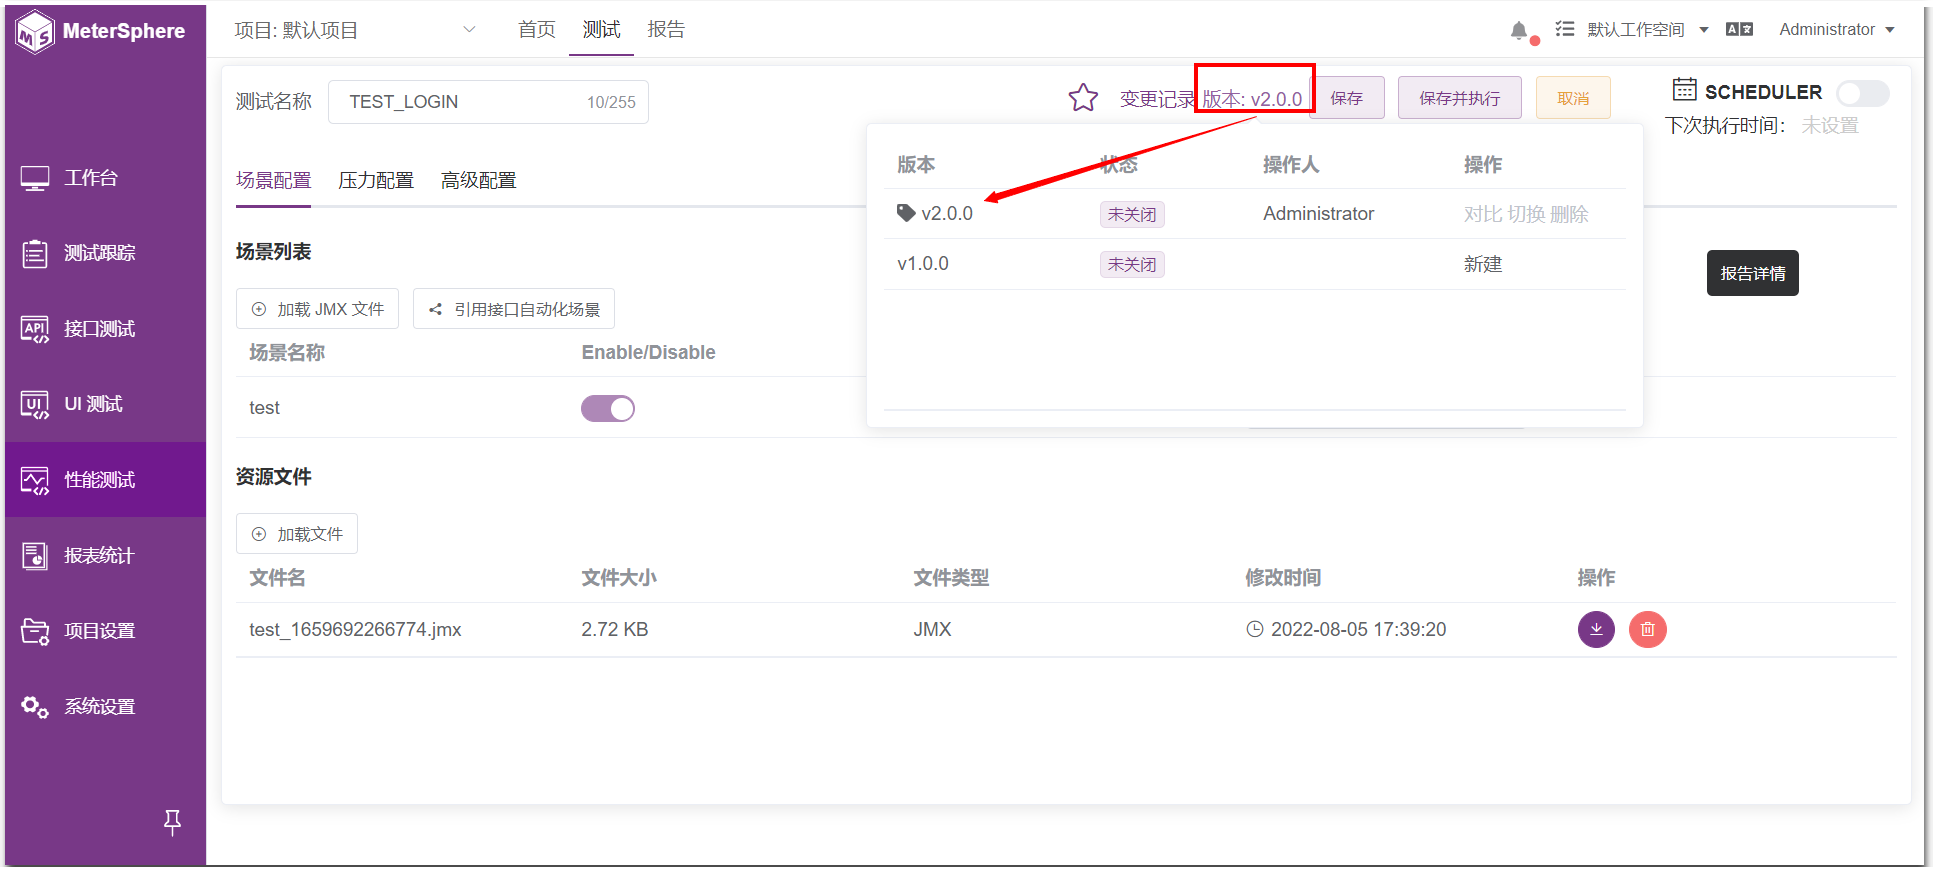 MeterSphere
项目: 默认项目
首页
测试
报告
默认工作空间
Administrator
测试名称
TEST_LOGIN
10/255
变更记录
版本: v2.0.0
保存
保存并执行
取消
SCHEDULER
下次执行时间：
未设置
工作台
测试跟踪
接口测试
UI 测试
性能测试
报表统计
项目设置
系统设置
场景配置
压力配置
高级配置
版本
状态
操作人
操作
v2.0.0
未关闭
Administrator
对比 切换 删除
v1.0.0
未关闭
新建
报告详情
场景列表
加载 JMX 文件
引用接口自动化场景
场景名称
Enable/Disable
test
资源文件
加载文件
文件名
文件大小
文件类型
修改时间
操作
test_1659692266774.jmx
2.72 KB
JMX
2022-08-05 17:39:20